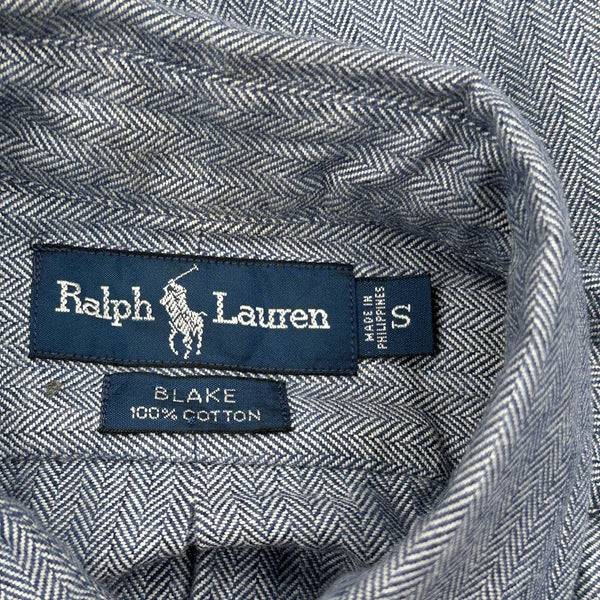 Ralph Lauren
MADE IN
PHILIPPINES
S
BLAKE
100% COTTON